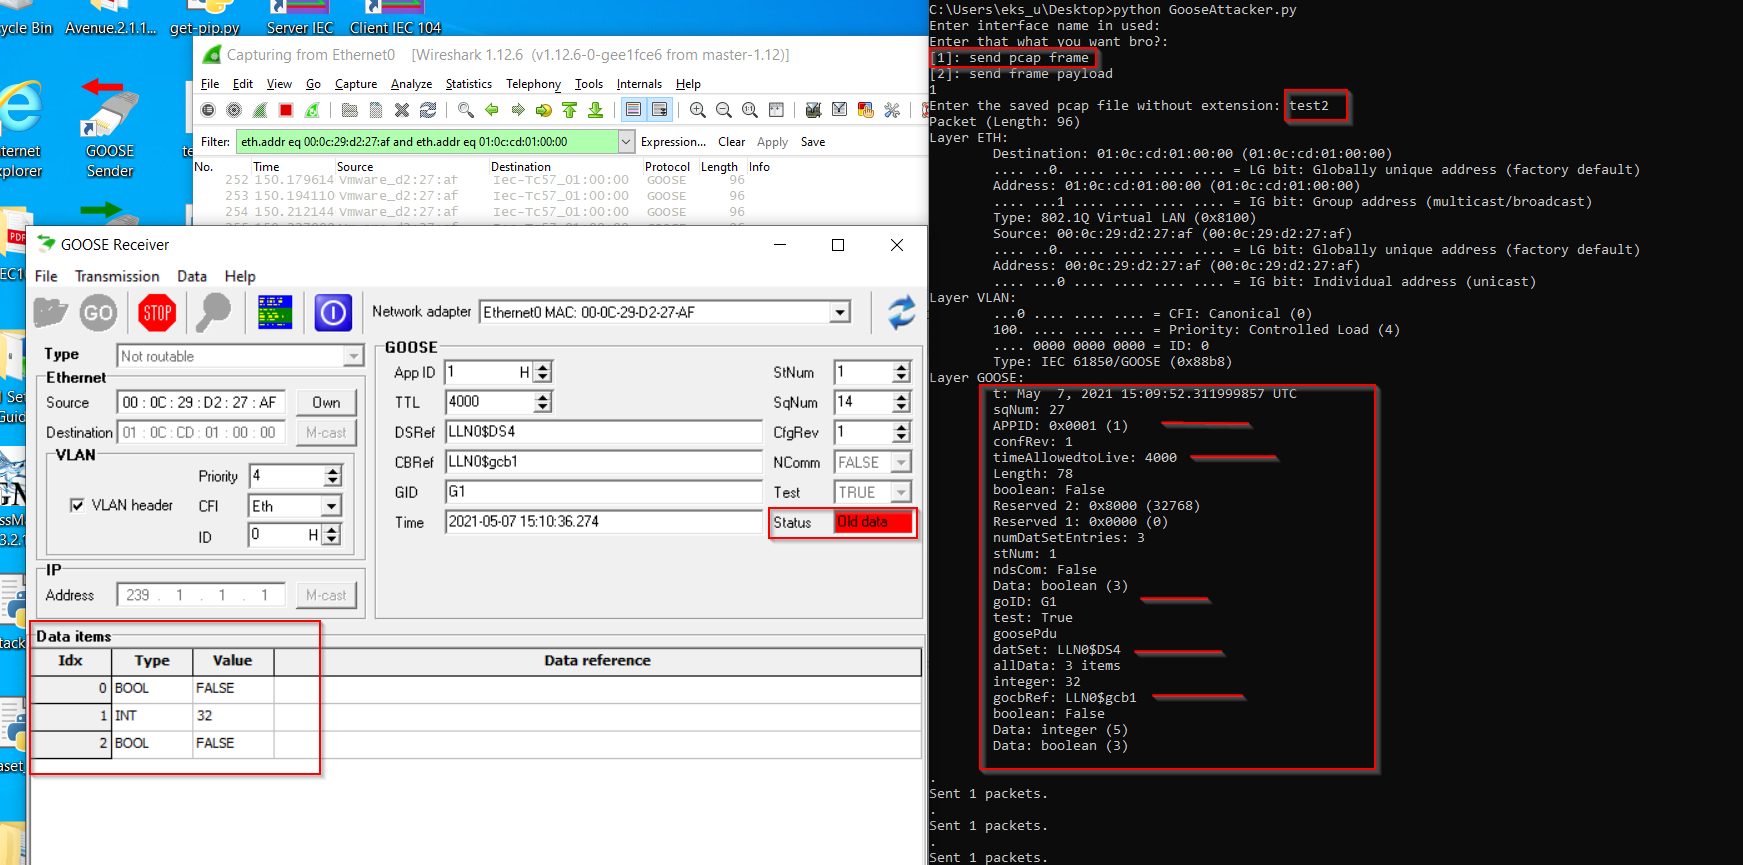 cycle Bin
Avenue.2.1.1...
get-pip.py
Server IEC
Client IEC 104
GOOSE
Sender
Capturing from Ethernet0 [Wireshark 1.12.6 (v1.12.6-0-gee1fce6 from master-1.12)]
File Edit View Go Capture Analyze Statistics Telephony Tools Internals Help
Filter: eth.addr eq 00:0c:29:d2:27:af and eth.addr eq 01:0c:cd:01:00:00 Expression... Clear Apply Save
No. Time Source Destination Protocol Length Info
252 150.179614 Vmware_d2:27:af Iec-Tc57_01:00:00 GOOSE 96
253 150.194110 Vmware_d2:27:af Iec-Tc57_01:00:00 GOOSE 96
254 150.212144 Vmware_d2:27:af Iec-Tc57_01:00:00 GOOSE 96
GOOSE Receiver
File Transmission Data Help
GO STOP Network adapter Ethernet0 MAC: 00-0C-29-D2-27-AF
Type Not routable
Ethernet
Source 00 : 0C : 29 : D2 : 27 : AF Own
Destination 01 : 0C : CD : 01 : 00 : 00 M-cast
VLAN
Priority 4
VLAN header CFI Eth
ID 0 H
IP
Address 239 . 1 . 1 . 1 M-cast
GOOSE
App ID 1 H StNum 1
TTL 4000 SqNum 14
DSRef LLN0$DS4 CfgRev 1
CBRef LLN0$gcb1 NComm FALSE
GID G1 Test TRUE
Time 2021-05-07 15:10:36.274 Status Old data
Data items
Idx Type Value Data reference
0 BOOL FALSE
1 INT 32
2 BOOL FALSE
C:\Users\eks_u\Desktop>python GooseAttacker.py
Enter interface name in used:
Enter that what you want bro?:
[1]: send pcap frame
[2]: send frame payload
1
Enter the saved pcap file without extension: test2
Packet (Length: 96)
Layer ETH:
Destination: 01:0c:cd:01:00:00 (01:0c:cd:01:00:00)
.... ..0. .... .... .... .... = LG bit: Globally unique address (factory default)
Address: 01:0c:cd:01:00:00 (01:0c:cd:01:00:00)
.... ...1 .... .... .... .... = IG bit: Group address (multicast/broadcast)
Type: 802.1Q Virtual LAN (0x8100)
Source: 00:0c:29:d2:27:af (00:0c:29:d2:27:af)
.... ..0. .... .... .... .... = LG bit: Globally unique address (factory default)
Address: 00:0c:29:d2:27:af (00:0c:29:d2:27:af)
.... ...0 .... .... .... .... = IG bit: Individual address (unicast)
Layer VLAN:
...0 .... .... .... = CFI: Canonical (0)
100. .... .... .... = Priority: Controlled Load (4)
.... 0000 0000 0000 = ID: 0
Type: IEC 61850/GOOSE (0x88b8)
Layer GOOSE:
t: May  7, 2021 15:09:52.311999857 UTC
sqNum: 27
APPID: 0x0001 (1)
confRev: 1
timeAllowedtoLive: 4000
Length: 78
boolean: False
Reserved 2: 0x8000 (32768)
Reserved 1: 0x0000 (0)
numDatSetEntries: 3
stNum: 1
ndsCom: False
Data: boolean (3)
goID: G1
test: True
goosePdu
datSet: LLN0$DS4
allData: 3 items
integer: 32
gocbRef: LLN0$gcb1
boolean: False
Data: integer (5)
Data: boolean (3)
.
Sent 1 packets.
.
Sent 1 packets.
.
Sent 1 packets.